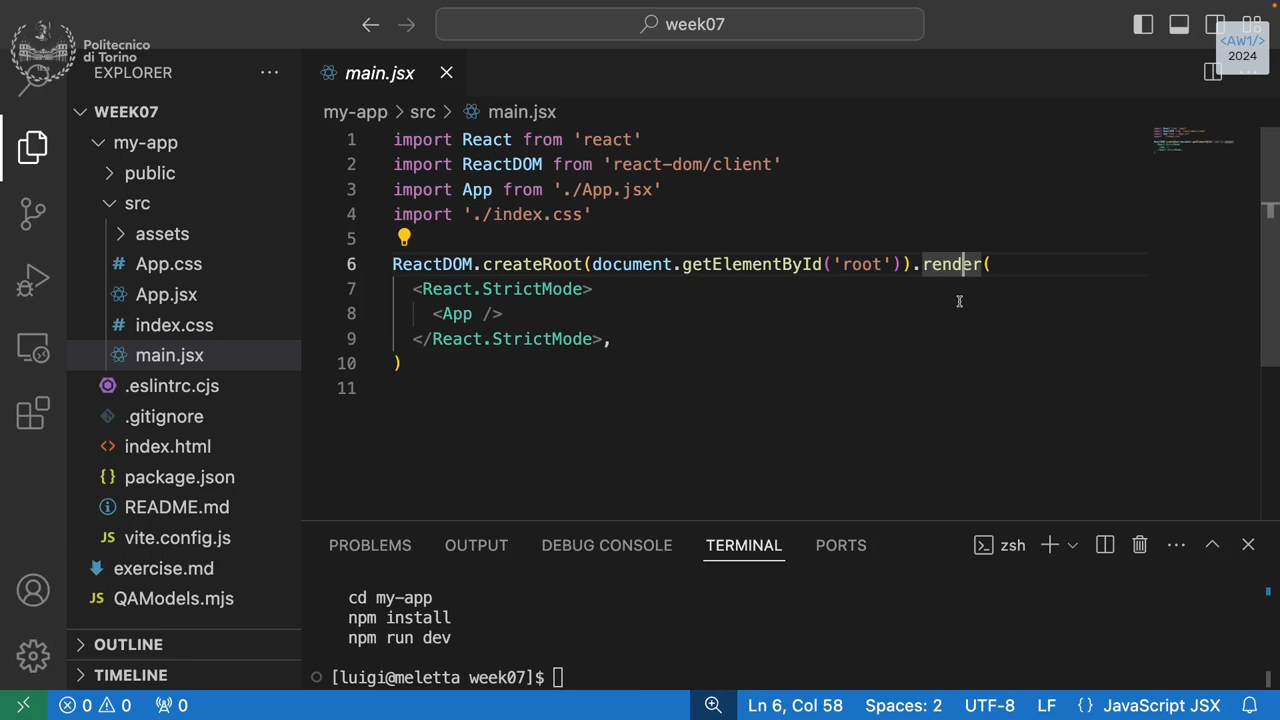 week07
Politecnico
di Torino
<AW1/>
2024
EXPLORER
WEEK07
my-app
public
src
assets
# App.css
App.jsx
# index.css
main.jsx
.eslintrc.cjs
.gitignore
<> index.html
{} package.json
README.md
JS vite.config.js
exercise.md
JS QAModels.mjs
OUTLINE
TIMELINE
main.jsx
my-app > src > main.jsx
1 import React from 'react'
2 import ReactDOM from 'react-dom/client'
3 import App from './App.jsx'
4 import './index.css'
5
6 ReactDOM.createRoot(document.getElementById('root')).render(
7 <React.StrictMode>
8 <App />
9 </React.StrictMode>,
10 )
11
PROBLEMS OUTPUT DEBUG CONSOLE TERMINAL PORTS zsh
cd my-app
npm install
npm run dev
[luigi@meletta week07]$
0 0 0 Ln 6, Col 58 Spaces: 2 UTF-8 LF {} JavaScript JSX